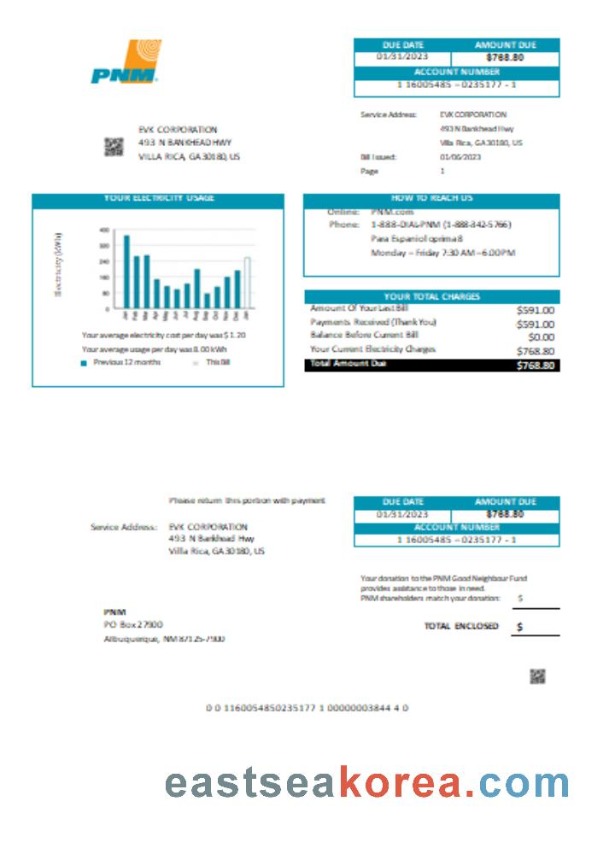 PNM
DUE DATE AMOUNT DUE
01/31/2023 $768.80
ACCOUNT NUMBER
1 16005485 – 0235177 - 1
Service Address: EVK CORPORATION
493 N Bankhead Hwy
Villa Rica, GA 30180, US
Bill Issued: 01/06/2023
Page 1
EVK CORPORATION
493 N BANKHEAD HWY
VILLA RICA, GA 30180, US
YOUR ELECTRICITY USAGE
Electricity (kWh)
Jan Feb Mar Apr May Jun Jul Aug Sep Oct Nov Dec Jan
Your average electricity cost per day was $ 1.20
Your average usage per day was 8.00 kWh
Previous 12 months This Bill
HOW TO REACH US
Online: PNM.com
Phone: 1-888-DIAL-PNM (1-888-342-5766)
Para Espaniol oprima 8
Monday – Friday 7:30 AM – 6:00 PM
YOUR TOTAL CHARGES
Amount Of Your Last Bill $591.00
Payments Received (Thank You) $591.00
Balance Before Current Bill $0.00
Your Current Electricity Charges $768.80
Total Amount Due $768.80
Please return this portion with payment
DUE DATE AMOUNT DUE
01/31/2023 $768.80
ACCOUNT NUMBER
1 16005485 – 0235177 - 1
Service Address: EVK CORPORATION
493 N Bankhead Hwy
Villa Rica, GA 30180, US
Your donation to the PNM Good Neighbour Fund
provides assistance to those in need.
PNM shareholders match your donation: $
TOTAL ENCLOSED $
PNM
PO Box 27900
Albuquerque, NM 87125-7900
0 0 1160054850235177 1 00000003844 4 0
eastseakorea.com